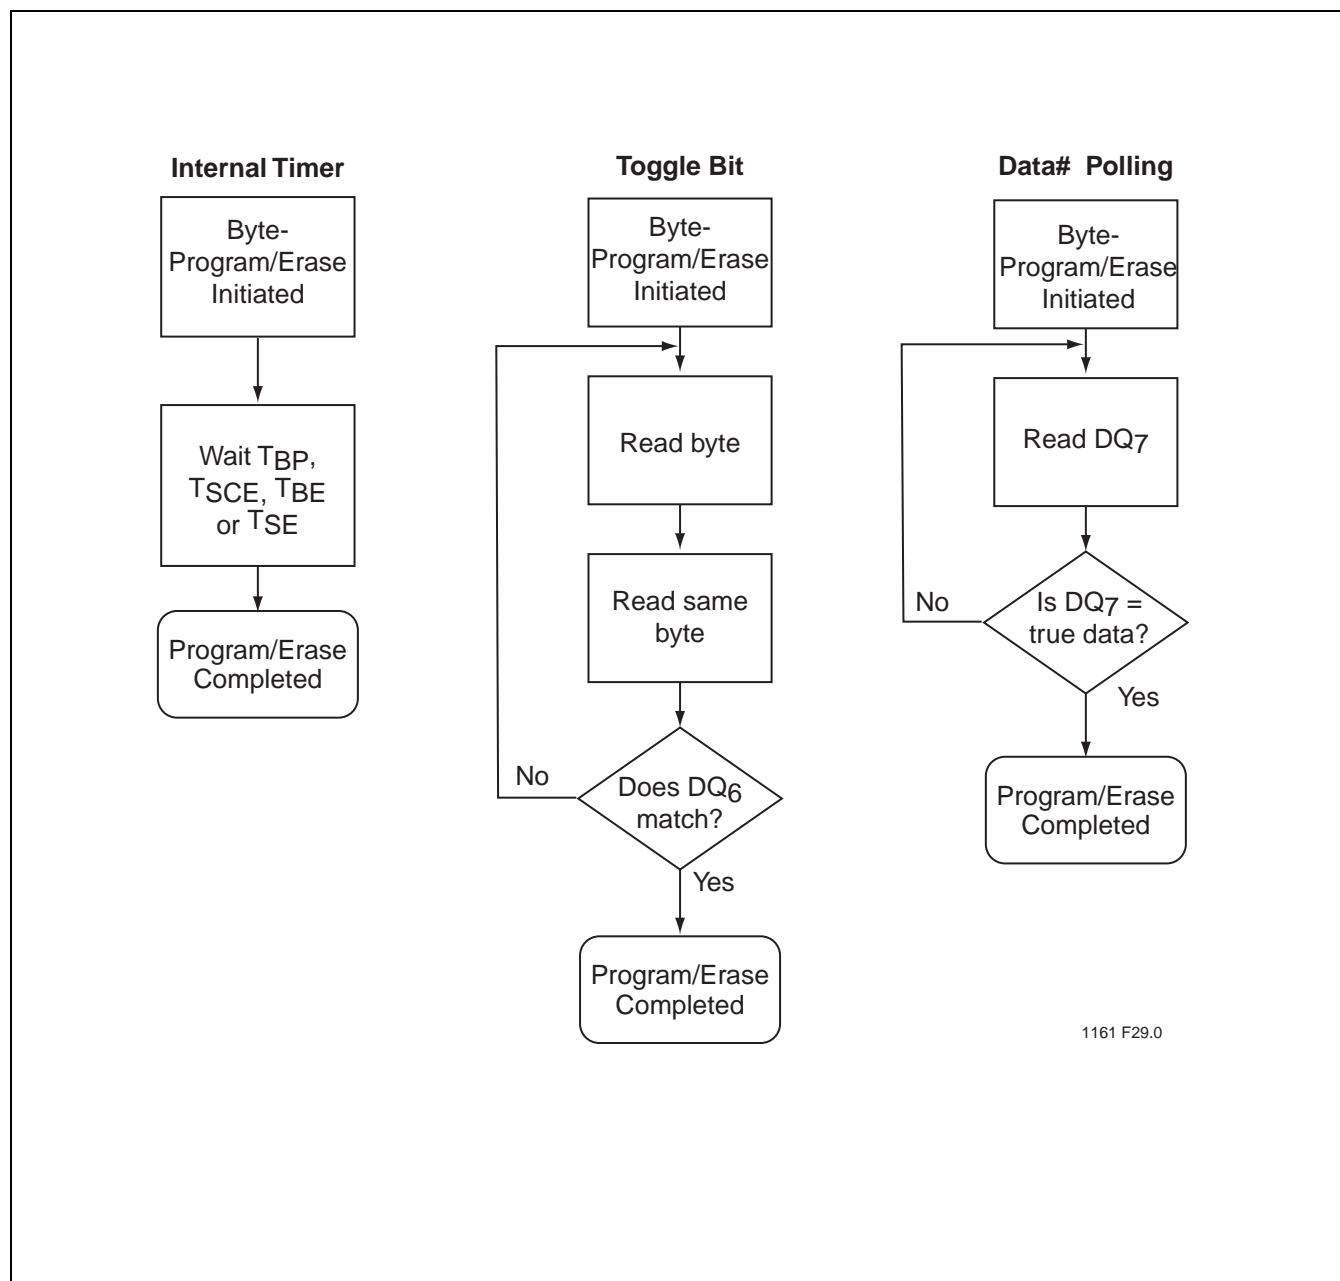 Internal Timer
Byte-
Program/Erase
Initiated
Wait TBP,
TSCE, TBE
or TSE
Program/Erase
Completed
Toggle Bit
Byte-
Program/Erase
Initiated
Read byte
Read same
byte
Does DQ6
match?
No
Yes
Program/Erase
Completed
Data# Polling
Byte-
Program/Erase
Initiated
Read DQ7
Is DQ7 =
true data?
No
Yes
Program/Erase
Completed
1161 F29.0